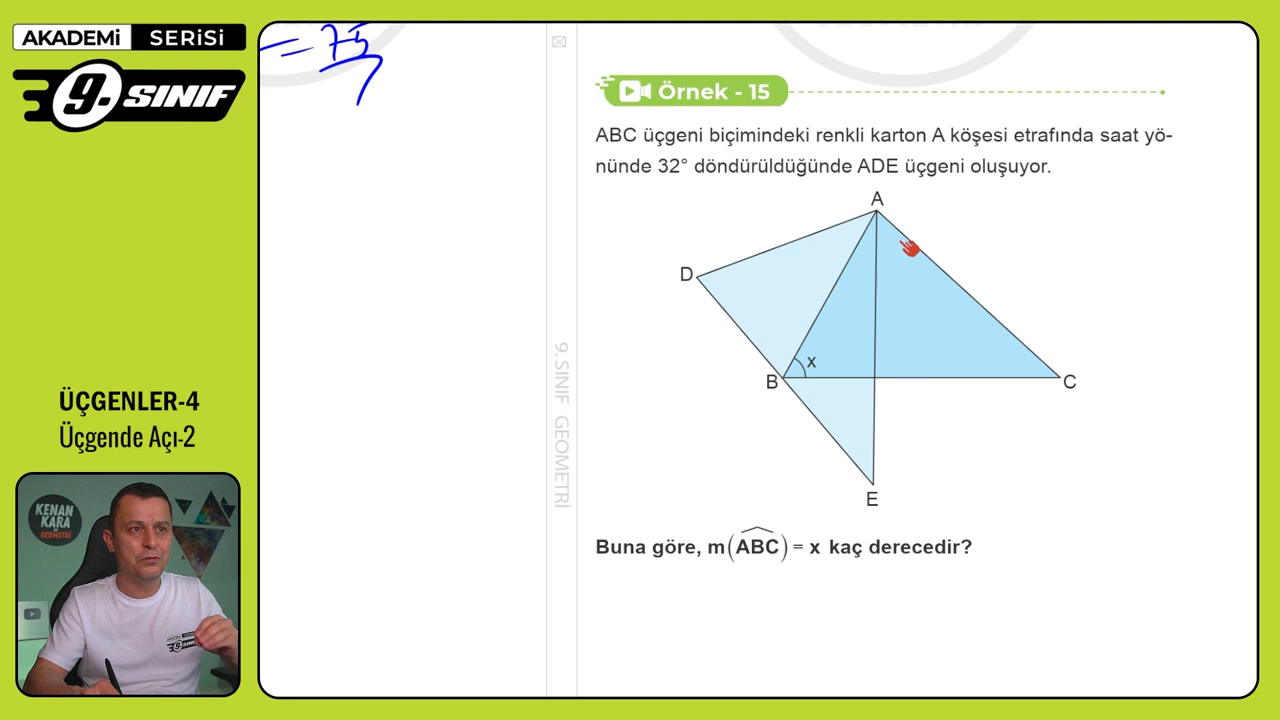 AKADEMİ SERİSİ
9. SINIF
= 75
Örnek - 15
ABC üçgeni biçimindeki renkli karton A köşesi etrafında saat yö-
nünde 32° döndürüldüğünde ADE üçgeni oluşuyor.
A
D
x
B
C
E
Buna göre, m(ABC) = x kaç derecedir?
9.SINIF GEOMETRİ
ÜÇGENLER-4
Üçgende Açı-2
KENAN
KARA
GEOMETRİ